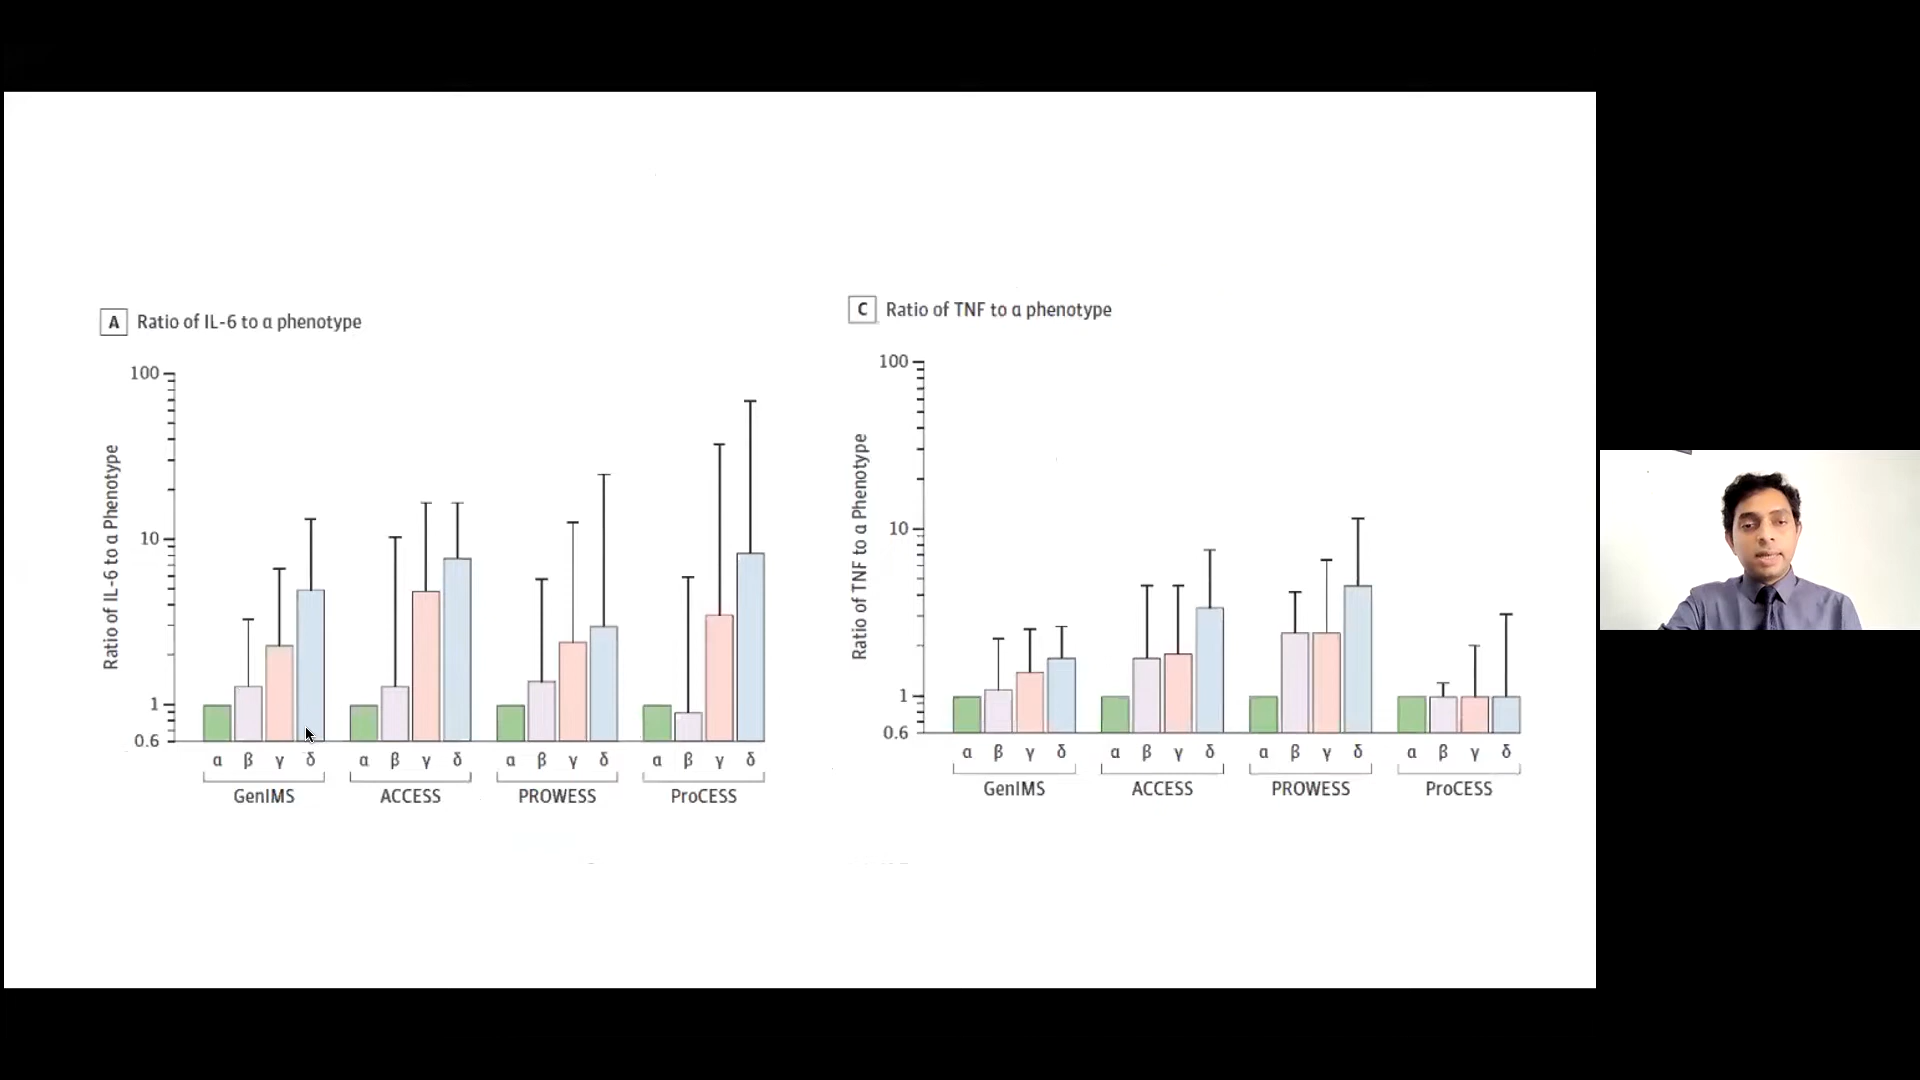 A Ratio of IL-6 to α phenotype
Ratio of IL-6 to α Phenotype
100
10
1
0.6
α β γ δ α β γ δ α β γ δ α β γ δ
GenIMS ACCESS PROWESS ProCESS
C Ratio of TNF to α phenotype
Ratio of TNF to α Phenotype
100
10
1
0.6
α β γ δ α β γ δ α β γ δ α β γ δ
GenIMS ACCESS PROWESS ProCESS